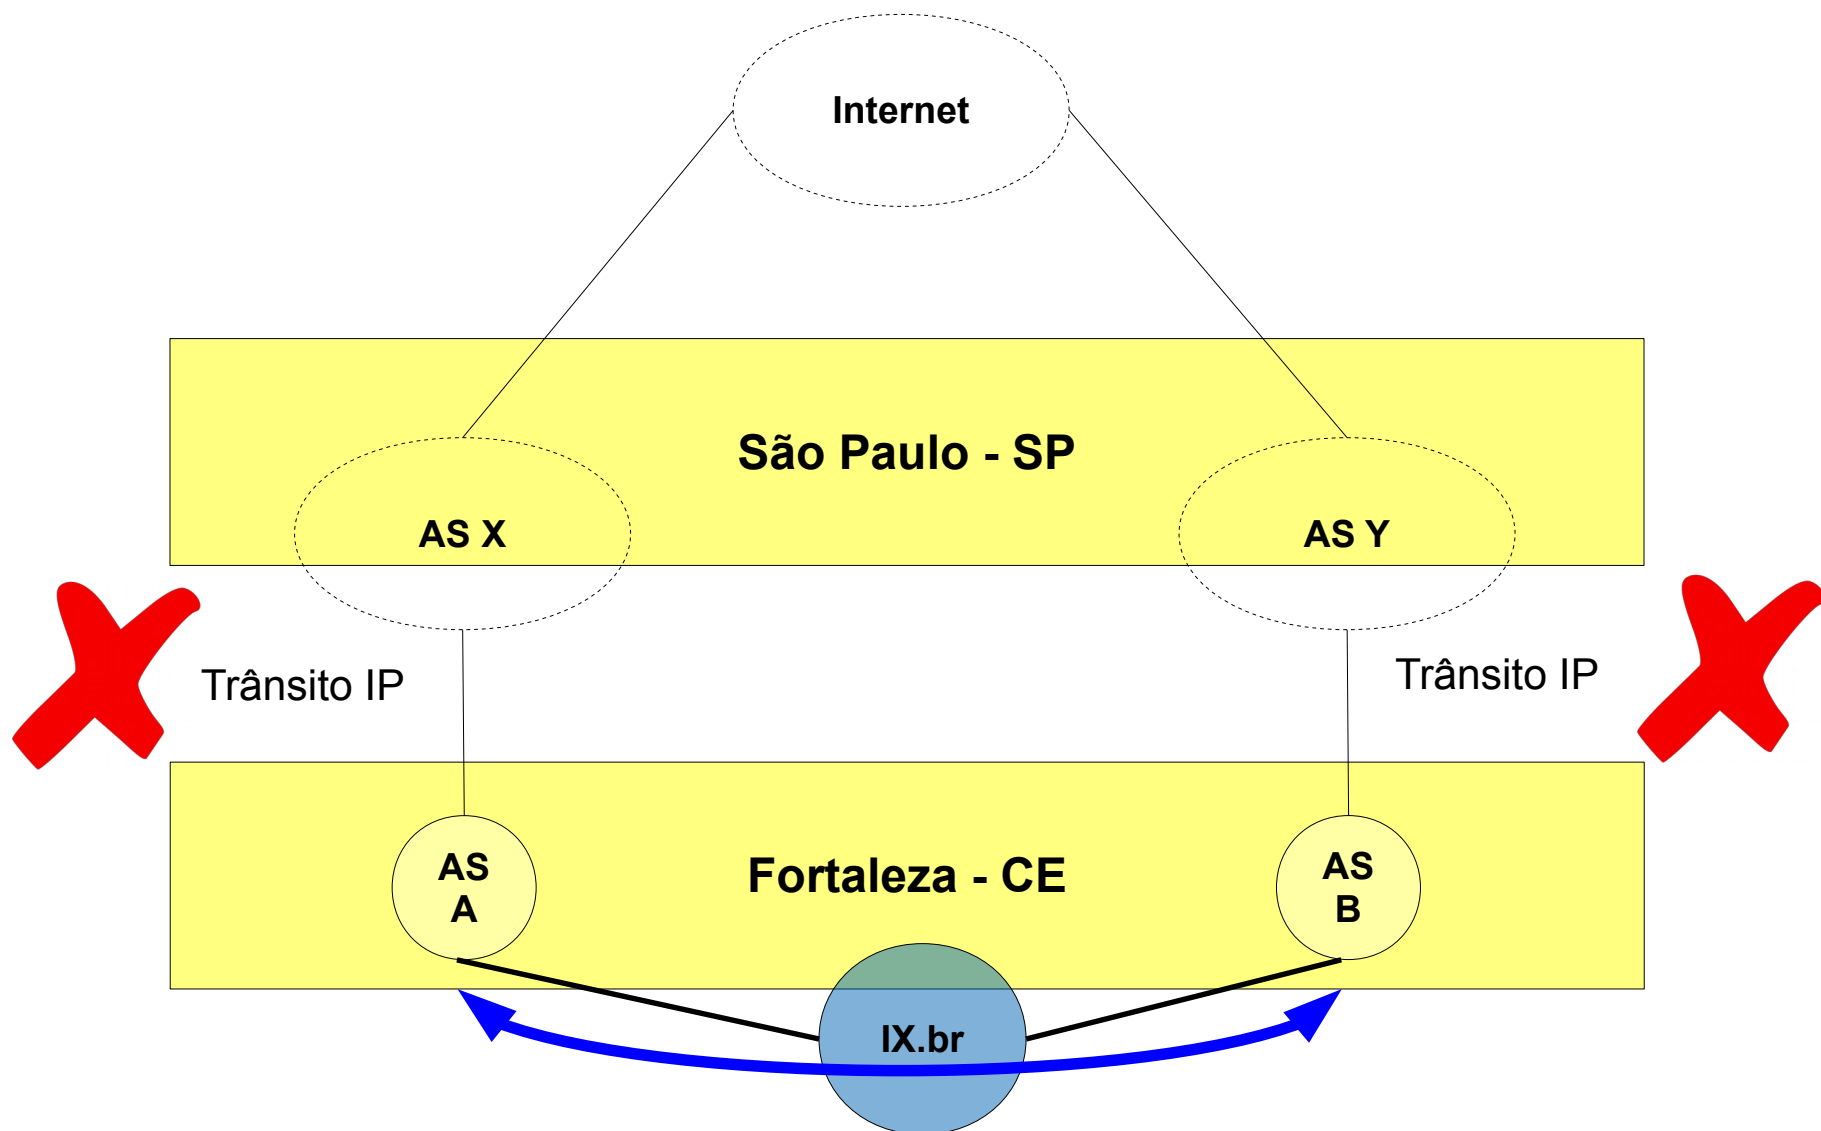 Internet
São Paulo - SP
AS X
AS Y
Trânsito IP
Trânsito IP
AS
A
Fortaleza - CE
AS
B
IX.br